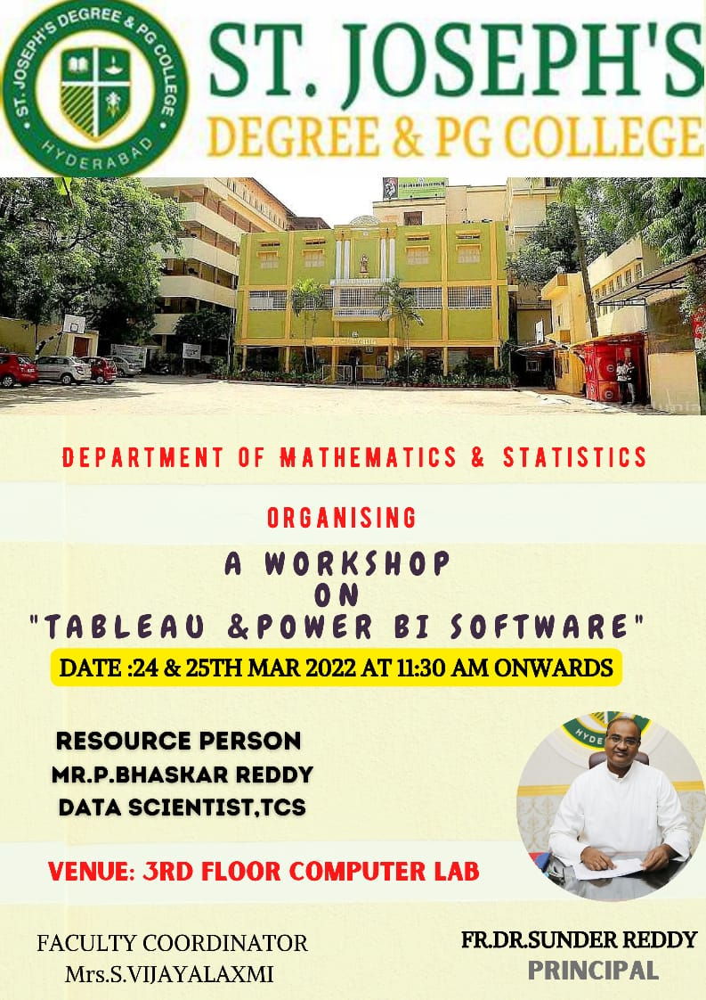 ST. JOSEPH'S DEGREE & PG COLLEGE
HYDERABAD
ST. JOSEPH'S
DEGREE & PG COLLEGE
DEPARTMENT OF MATHEMATICS & STATISTICS
ORGANISING
A WORKSHOP
ON
"TABLEAU &POWER BI SOFTWARE"
DATE :24 & 25TH MAR 2022 AT 11:30 AM ONWARDS
RESOURCE PERSON
MR.P.BHASKAR REDDY
DATA SCIENTIST,TCS
HYDE
VENUE: 3RD FLOOR COMPUTER LAB
FACULTY COORDINATOR
Mrs.S.VIJAYALAXMI
FR.DR.SUNDER REDDY
PRINCIPAL